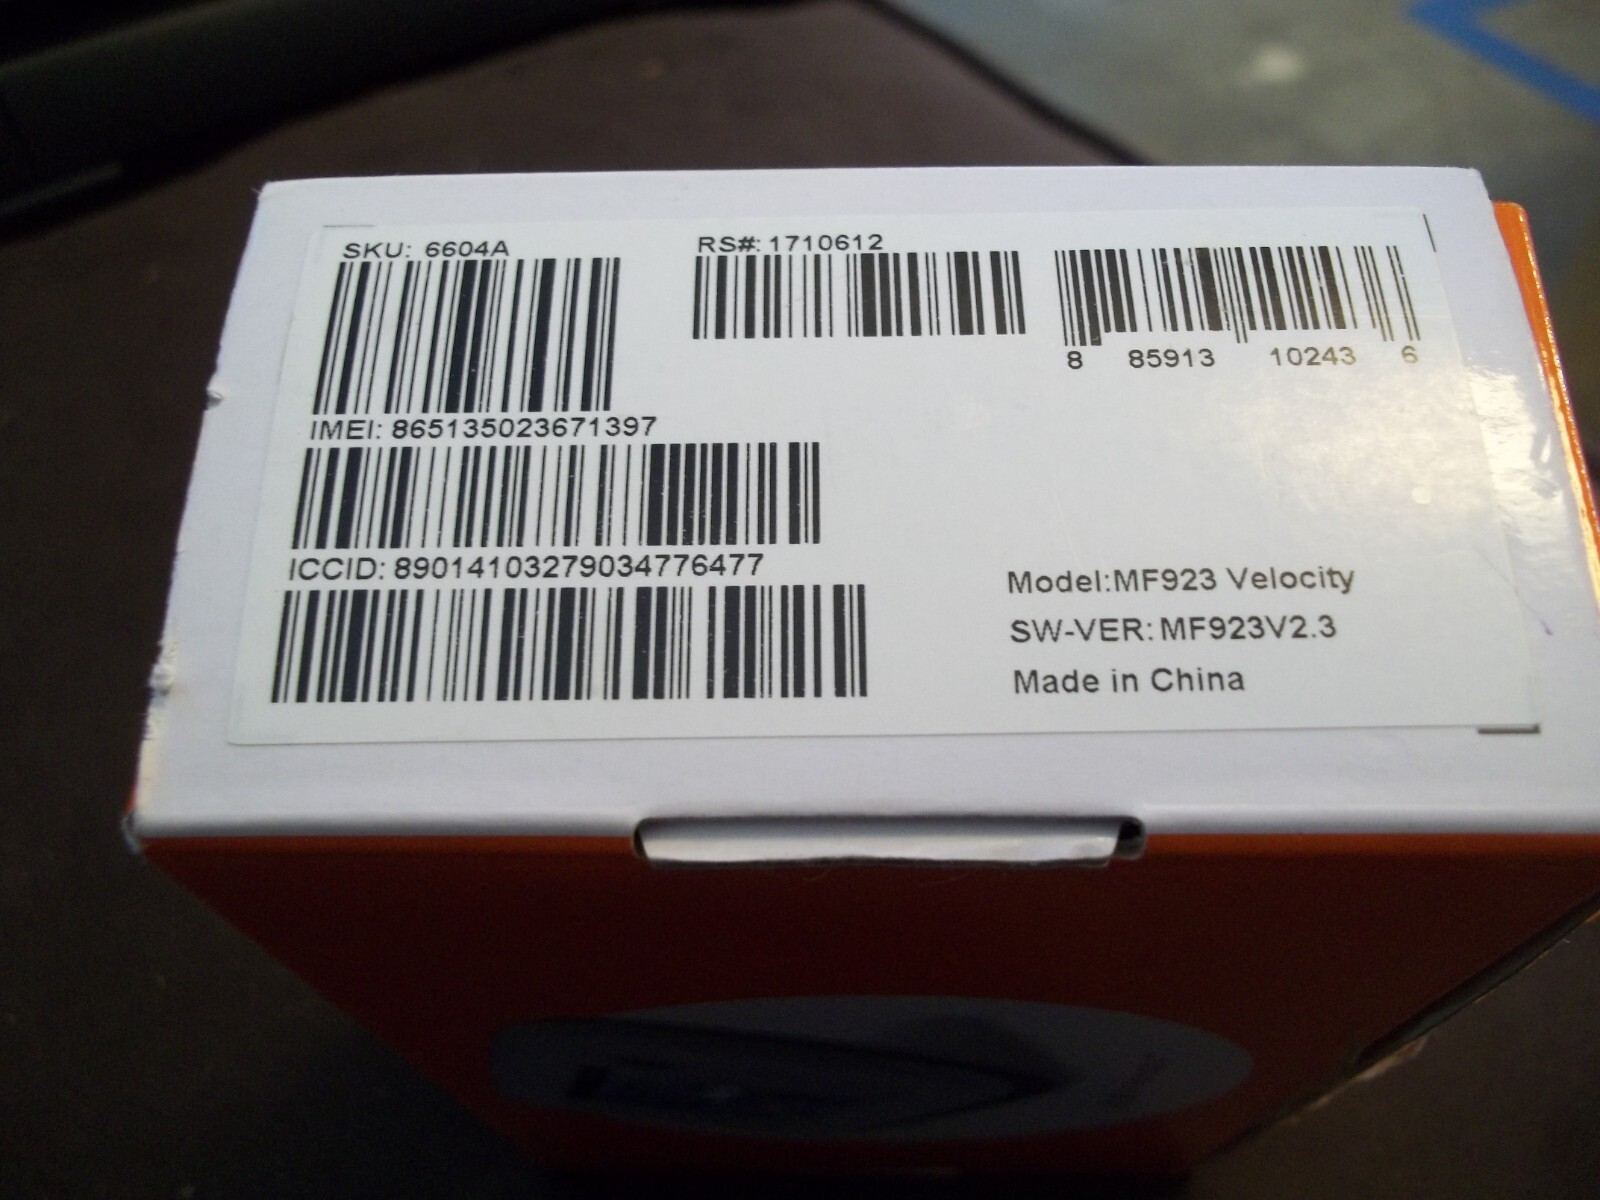 SKU: 6604A
RS#: 1710612
8 85913 10243 6
IMEI: 865135023671397
ICCID: 89014103279034776477
Model:MF923 Velocity
SW-VER: MF923V2.3
Made in China